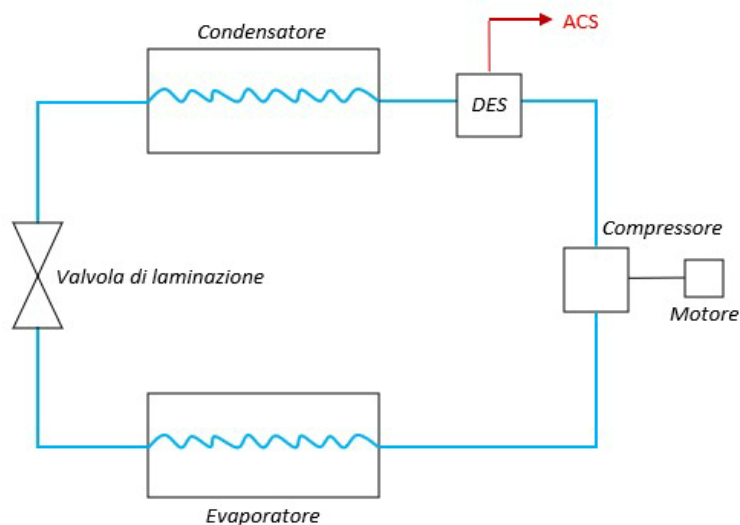 Condensatore
ACS
DES
Compressore
Valvola di laminazione
Motore
Evaporatore